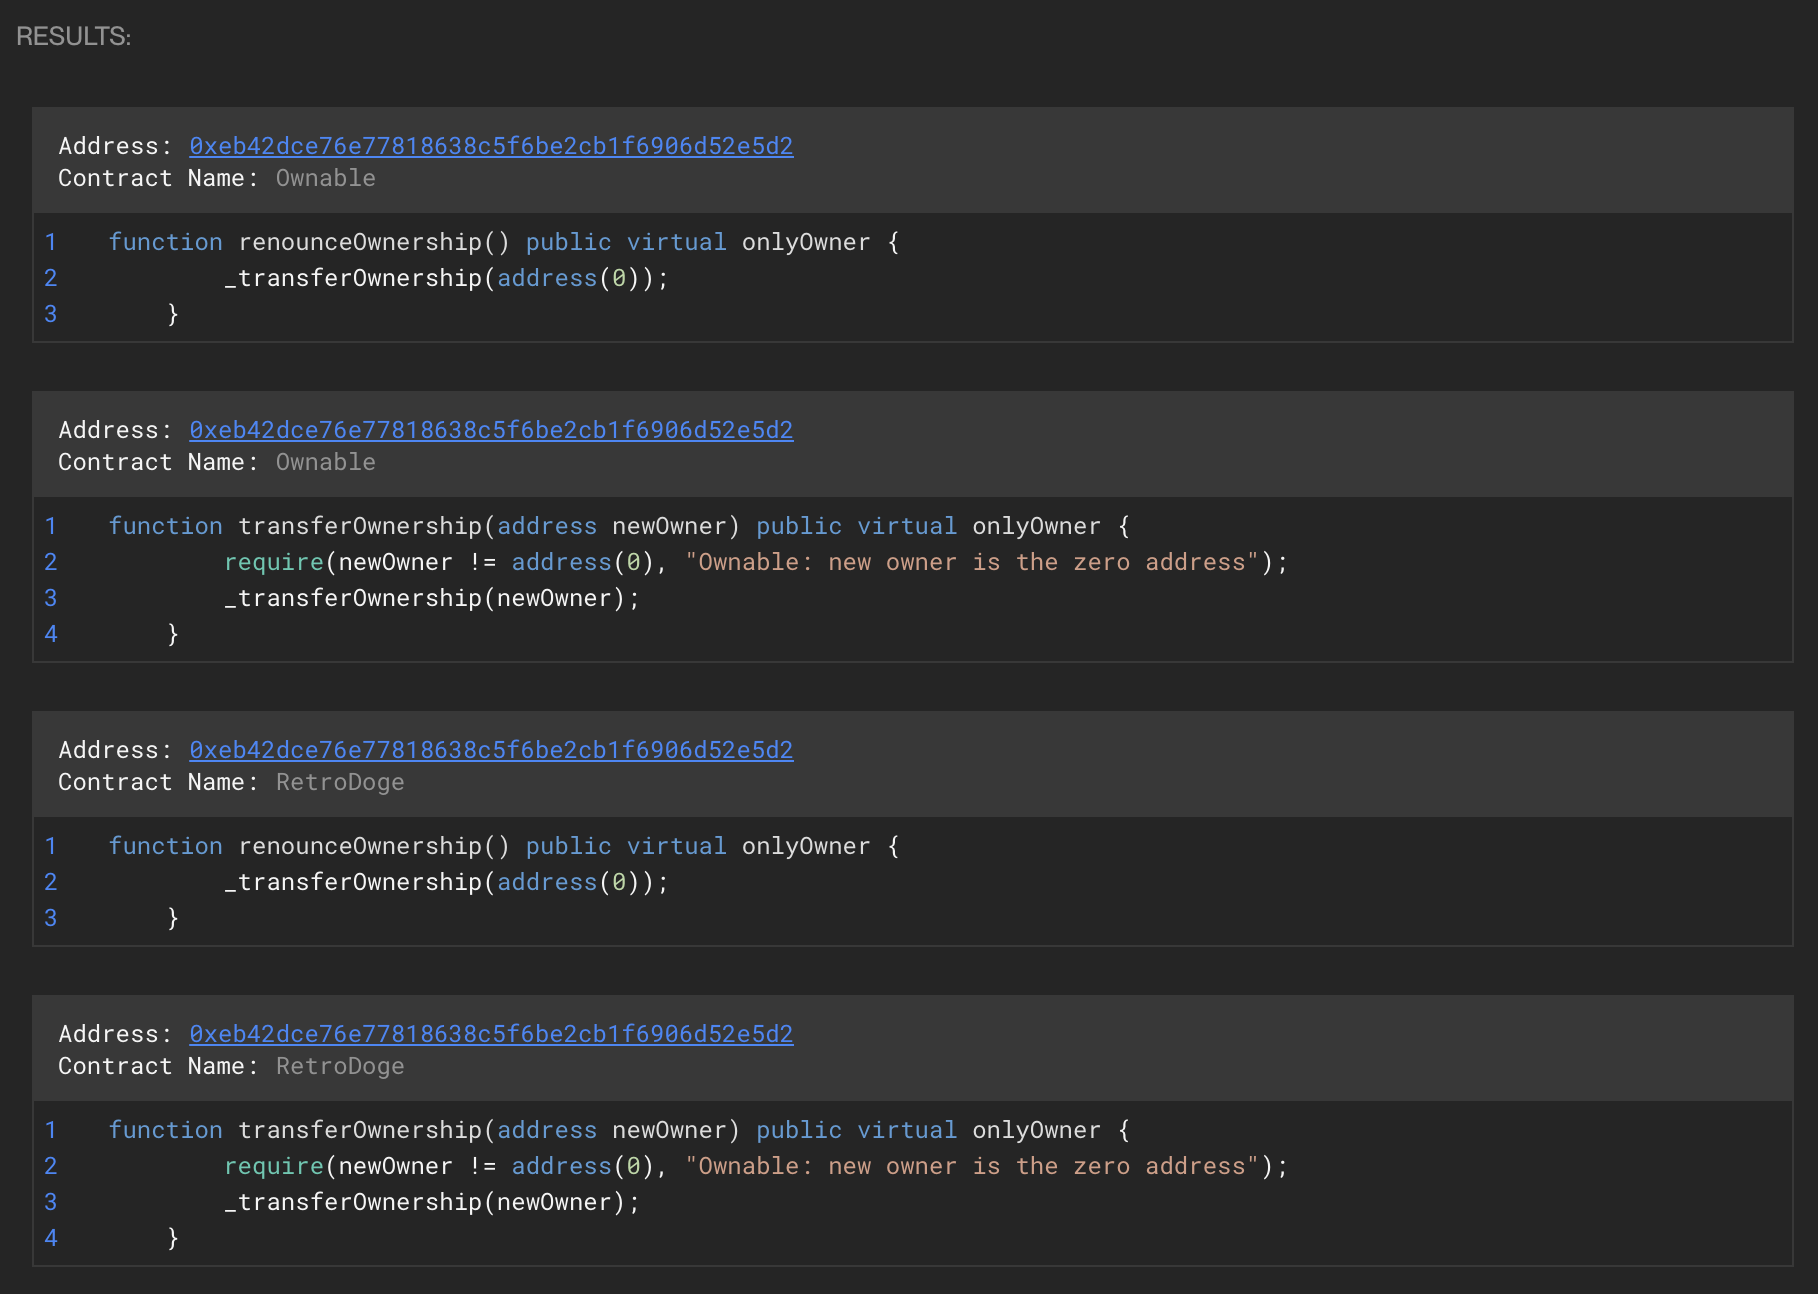 RESULTS:
Address: 0xeb42dce76e77818638c5f6be2cb1f6906d52e5d2
Contract Name: Ownable
1 function renounceOwnership() public virtual onlyOwner {
2 _transferOwnership(address(0));
3 }
Address: 0xeb42dce76e77818638c5f6be2cb1f6906d52e5d2
Contract Name: Ownable
1 function transferOwnership(address newOwner) public virtual onlyOwner {
2 require(newOwner != address(0), "Ownable: new owner is the zero address");
3 _transferOwnership(newOwner);
4 }
Address: 0xeb42dce76e77818638c5f6be2cb1f6906d52e5d2
Contract Name: RetroDoge
1 function renounceOwnership() public virtual onlyOwner {
2 _transferOwnership(address(0));
3 }
Address: 0xeb42dce76e77818638c5f6be2cb1f6906d52e5d2
Contract Name: RetroDoge
1 function transferOwnership(address newOwner) public virtual onlyOwner {
2 require(newOwner != address(0), "Ownable: new owner is the zero address");
3 _transferOwnership(newOwner);
4 }